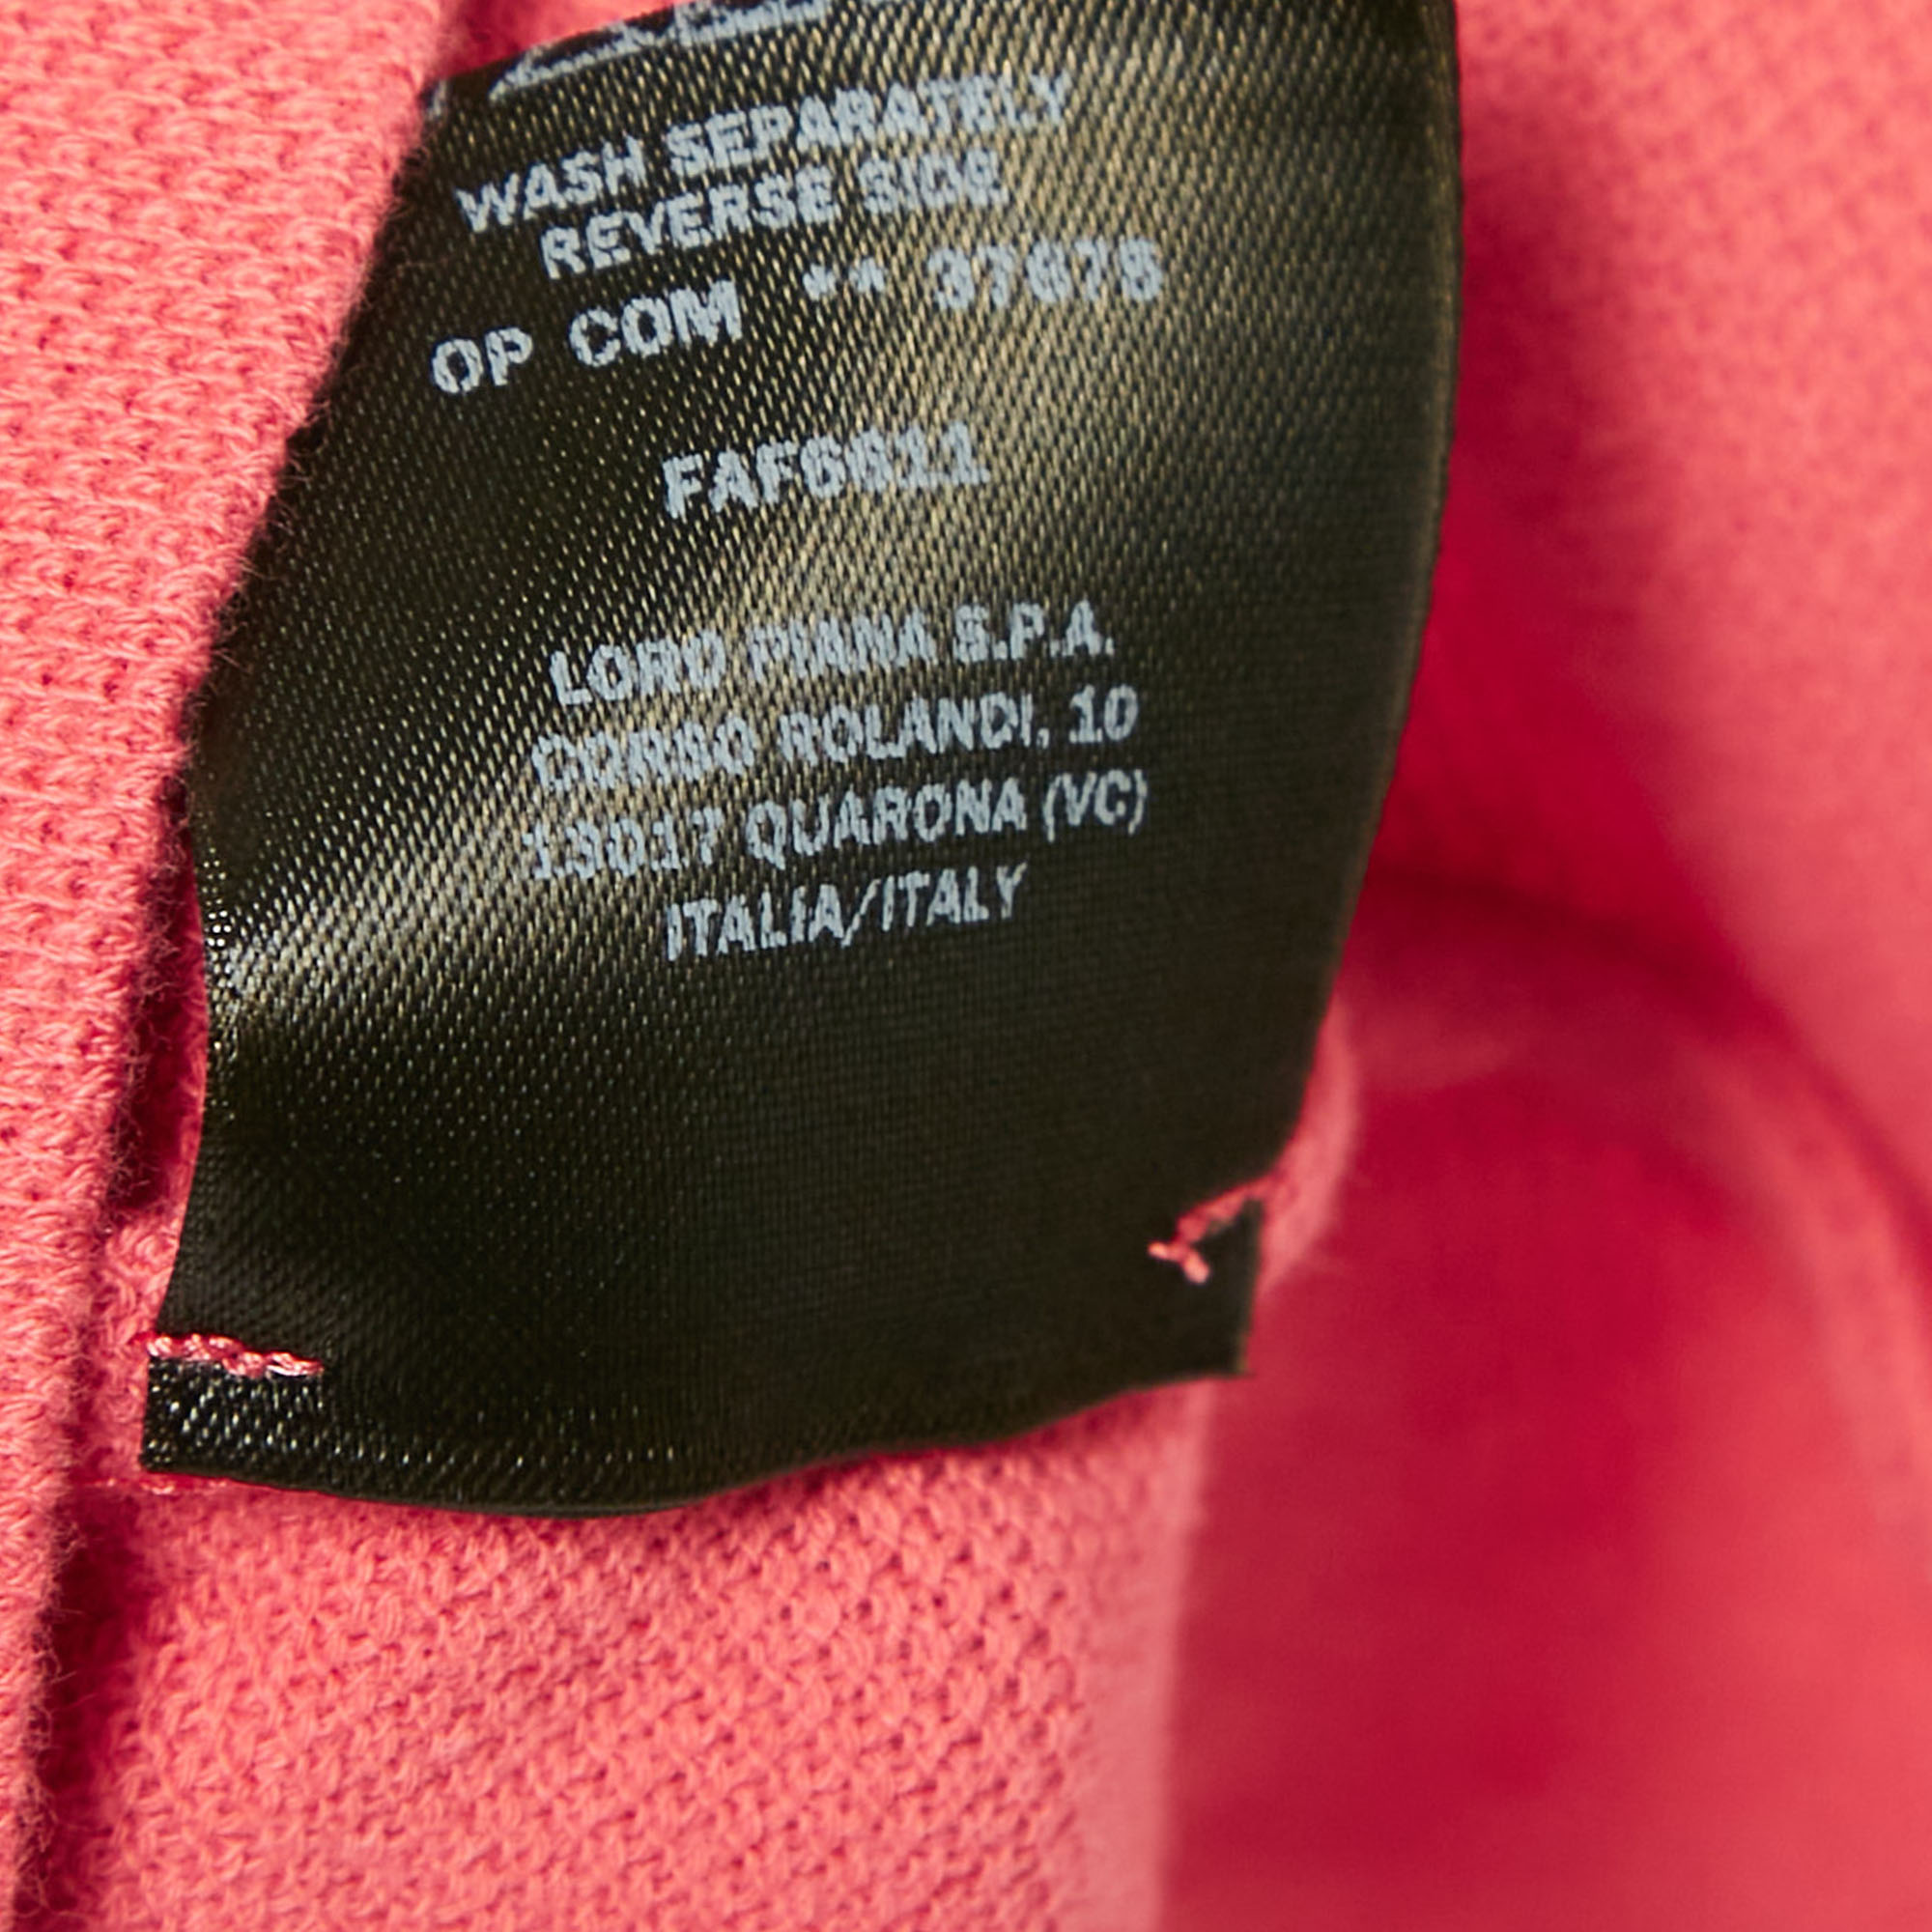 WASH SEPARATELY
REVERSE SIDE
OP COM ** 37678
FAF6611
LORO PIANA S.P.A.
CORSO ROLANDI, 10
13017 QUARONA (VC)
ITALIA/ITALY